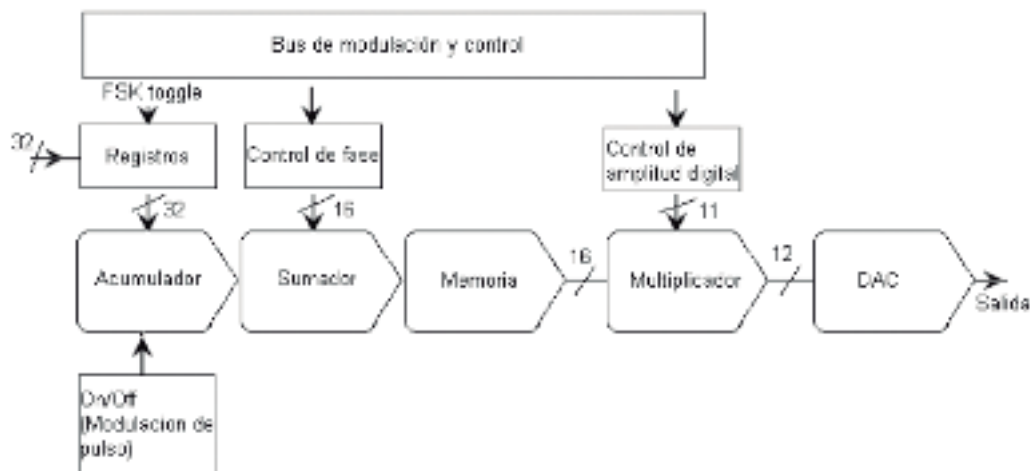 Bus de modulación y control
FSK toggle
32
Registros
Control de fase
Control de
amplitud digital
32
16
11
Acumulador
Sumador
Memoria
16
Multiplicador
12
DAC
Salida
On/Off
(Modulacion de
pulso)